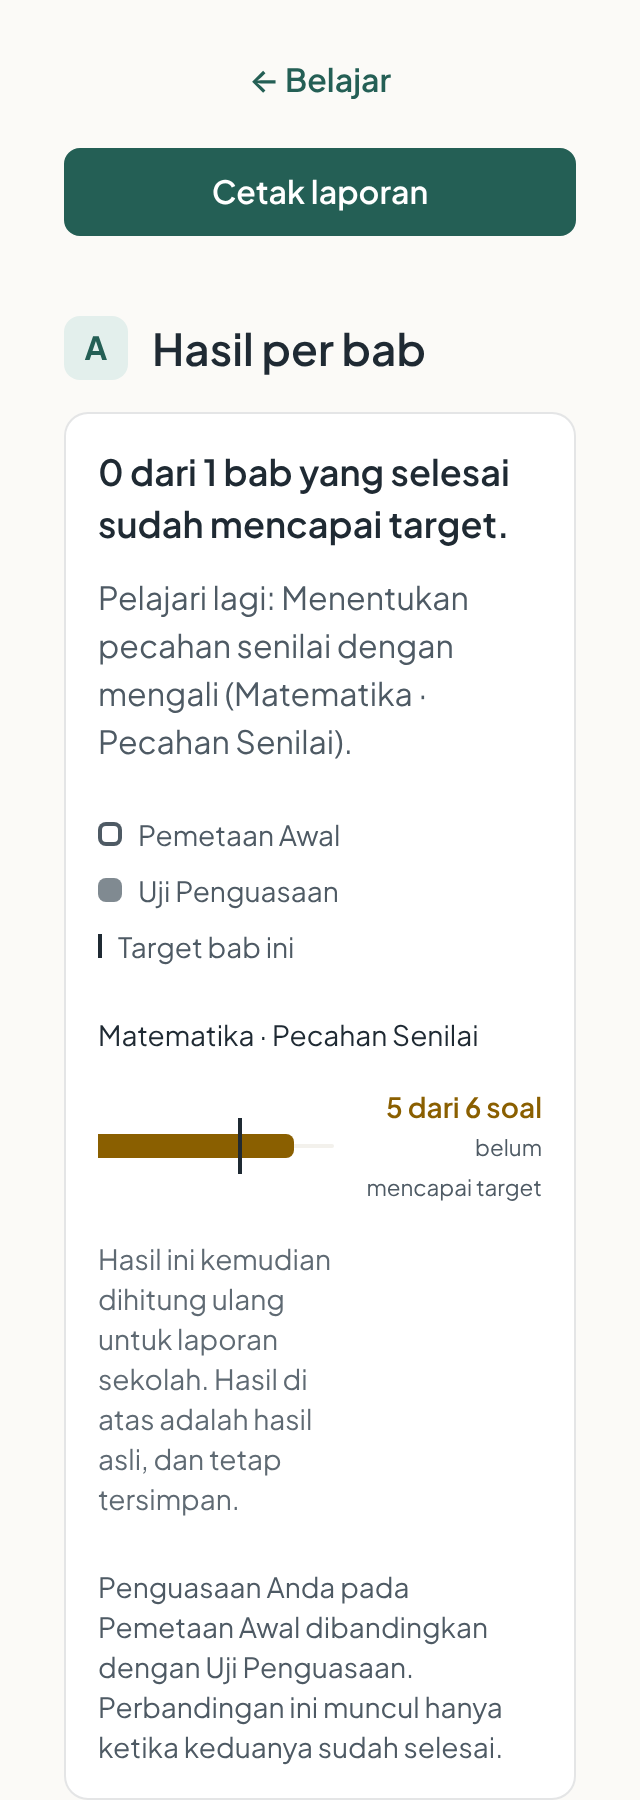 ← Belajar
Cetak laporan
A Hasil per bab
0 dari 1 bab yang selesai
sudah mencapai target.
Pelajari lagi: Menentukan
pecahan senilai dengan
mengali (Matematika ·
Pecahan Senilai).
Pemetaan Awal
Uji Penguasaan
Target bab ini
Matematika · Pecahan Senilai
5 dari 6 soal
belum
mencapai target
Hasil ini kemudian
dihitung ulang
untuk laporan
sekolah. Hasil di
atas adalah hasil
asli, dan tetap
tersimpan.
Penguasaan Anda pada
Pemetaan Awal dibandingkan
dengan Uji Penguasaan.
Perbandingan ini muncul hanya
ketika keduanya sudah selesai.